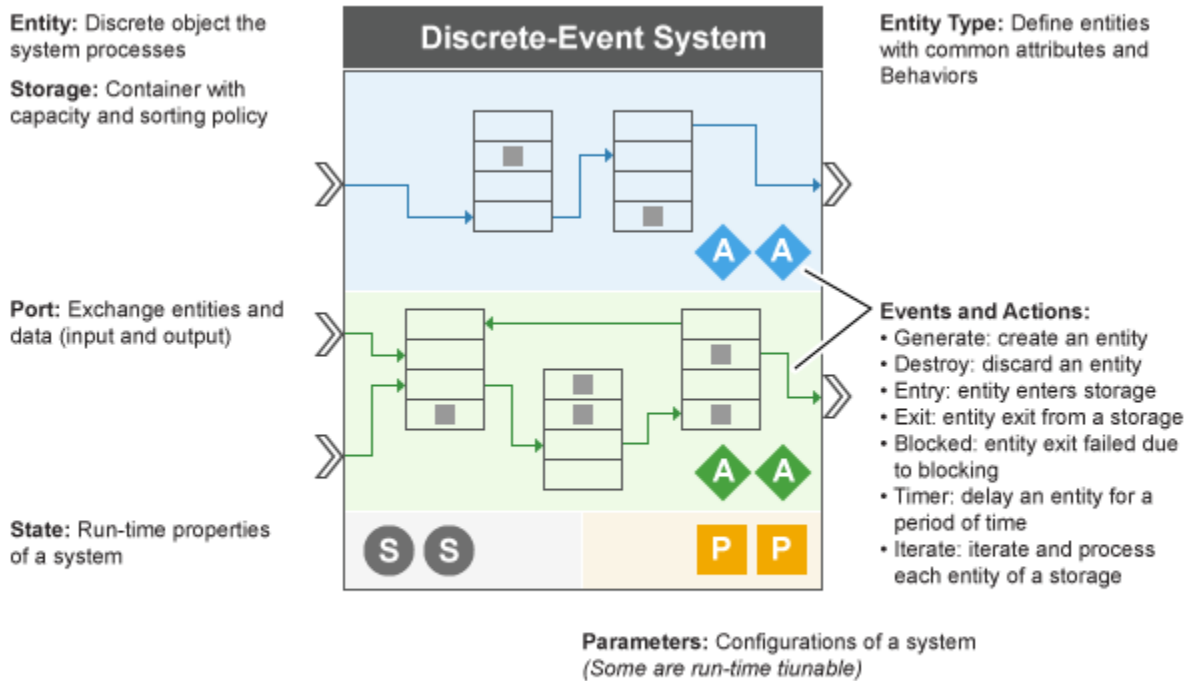 Discrete-Event System
Entity: Discrete object the
system processes
Storage: Container with
capacity and sorting policy
Entity Type: Define entities
with common attributes and
Behaviors
A A
Port: Exchange entities and
data (input and output)
Events and Actions:
• Generate: create an entity
• Destroy: discard an entity
• Entry: entity enters storage
• Exit: entity exit from a storage
• Blocked: entity exit failed due
to blocking
• Timer: delay an entity for a
period of time
• Iterate: iterate and process
each entity of a storage
A A
State: Run-time properties
of a system
S S
P P
Parameters: Configurations of a system
(Some are run-time tiunable)